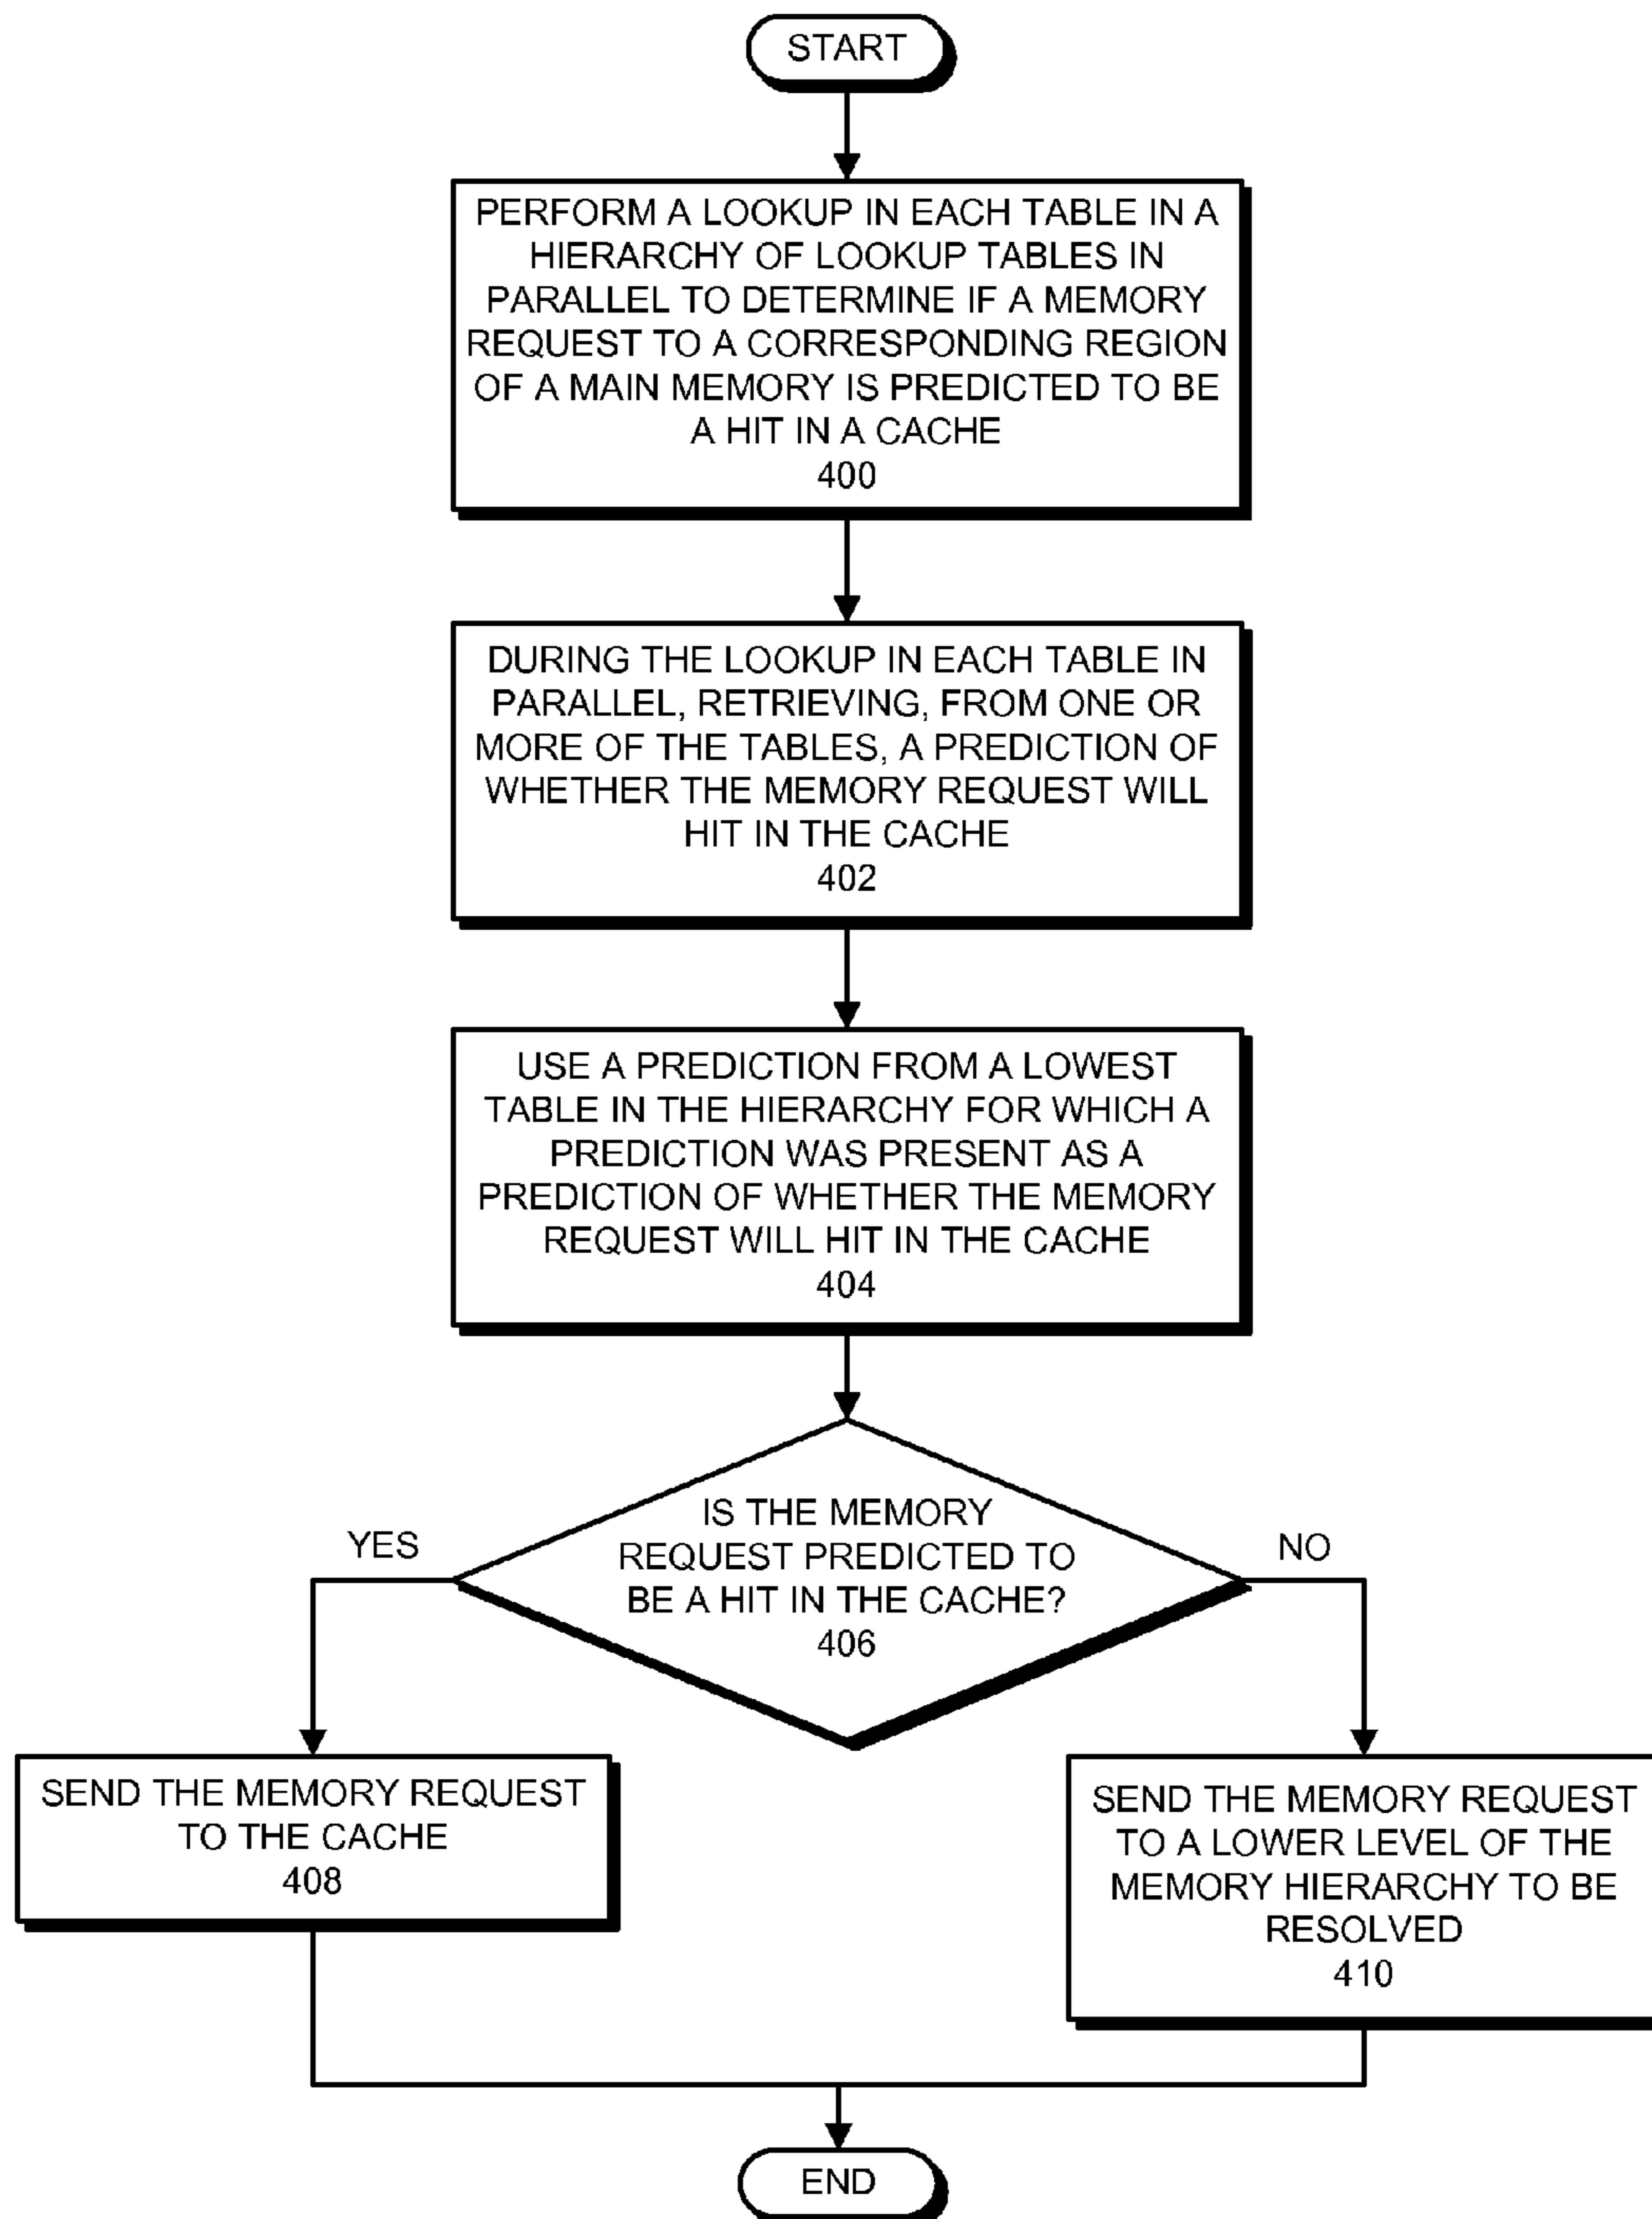 START
PERFORM A LOOKUP IN EACH TABLE IN A
HIERARCHY OF LOOKUP TABLES IN
PARALLEL TO DETERMINE IF A MEMORY
REQUEST TO A CORRESPONDING REGION
OF A MAIN MEMORY IS PREDICTED TO BE
A HIT IN A CACHE
400
DURING THE LOOKUP IN EACH TABLE IN
PARALLEL, RETRIEVING, FROM ONE OR
MORE OF THE TABLES, A PREDICTION OF
WHETHER THE MEMORY REQUEST WILL
HIT IN THE CACHE
402
USE A PREDICTION FROM A LOWEST
TABLE IN THE HIERARCHY FOR WHICH A
PREDICTION WAS PRESENT AS A
PREDICTION OF WHETHER THE MEMORY
REQUEST WILL HIT IN THE CACHE
404
IS THE MEMORY
REQUEST PREDICTED TO
BE A HIT IN THE CACHE?
406
YES
NO
SEND THE MEMORY REQUEST
TO THE CACHE
408
SEND THE MEMORY REQUEST
TO A LOWER LEVEL OF THE
MEMORY HIERARCHY TO BE
RESOLVED
410
END